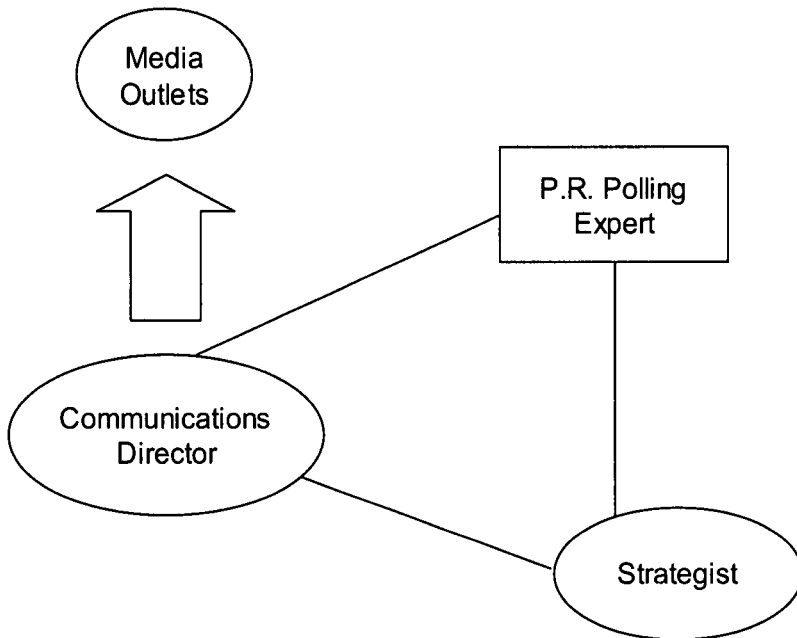 Media
Outlets
P.R. Polling
Expert
Communications
Director
Strategist